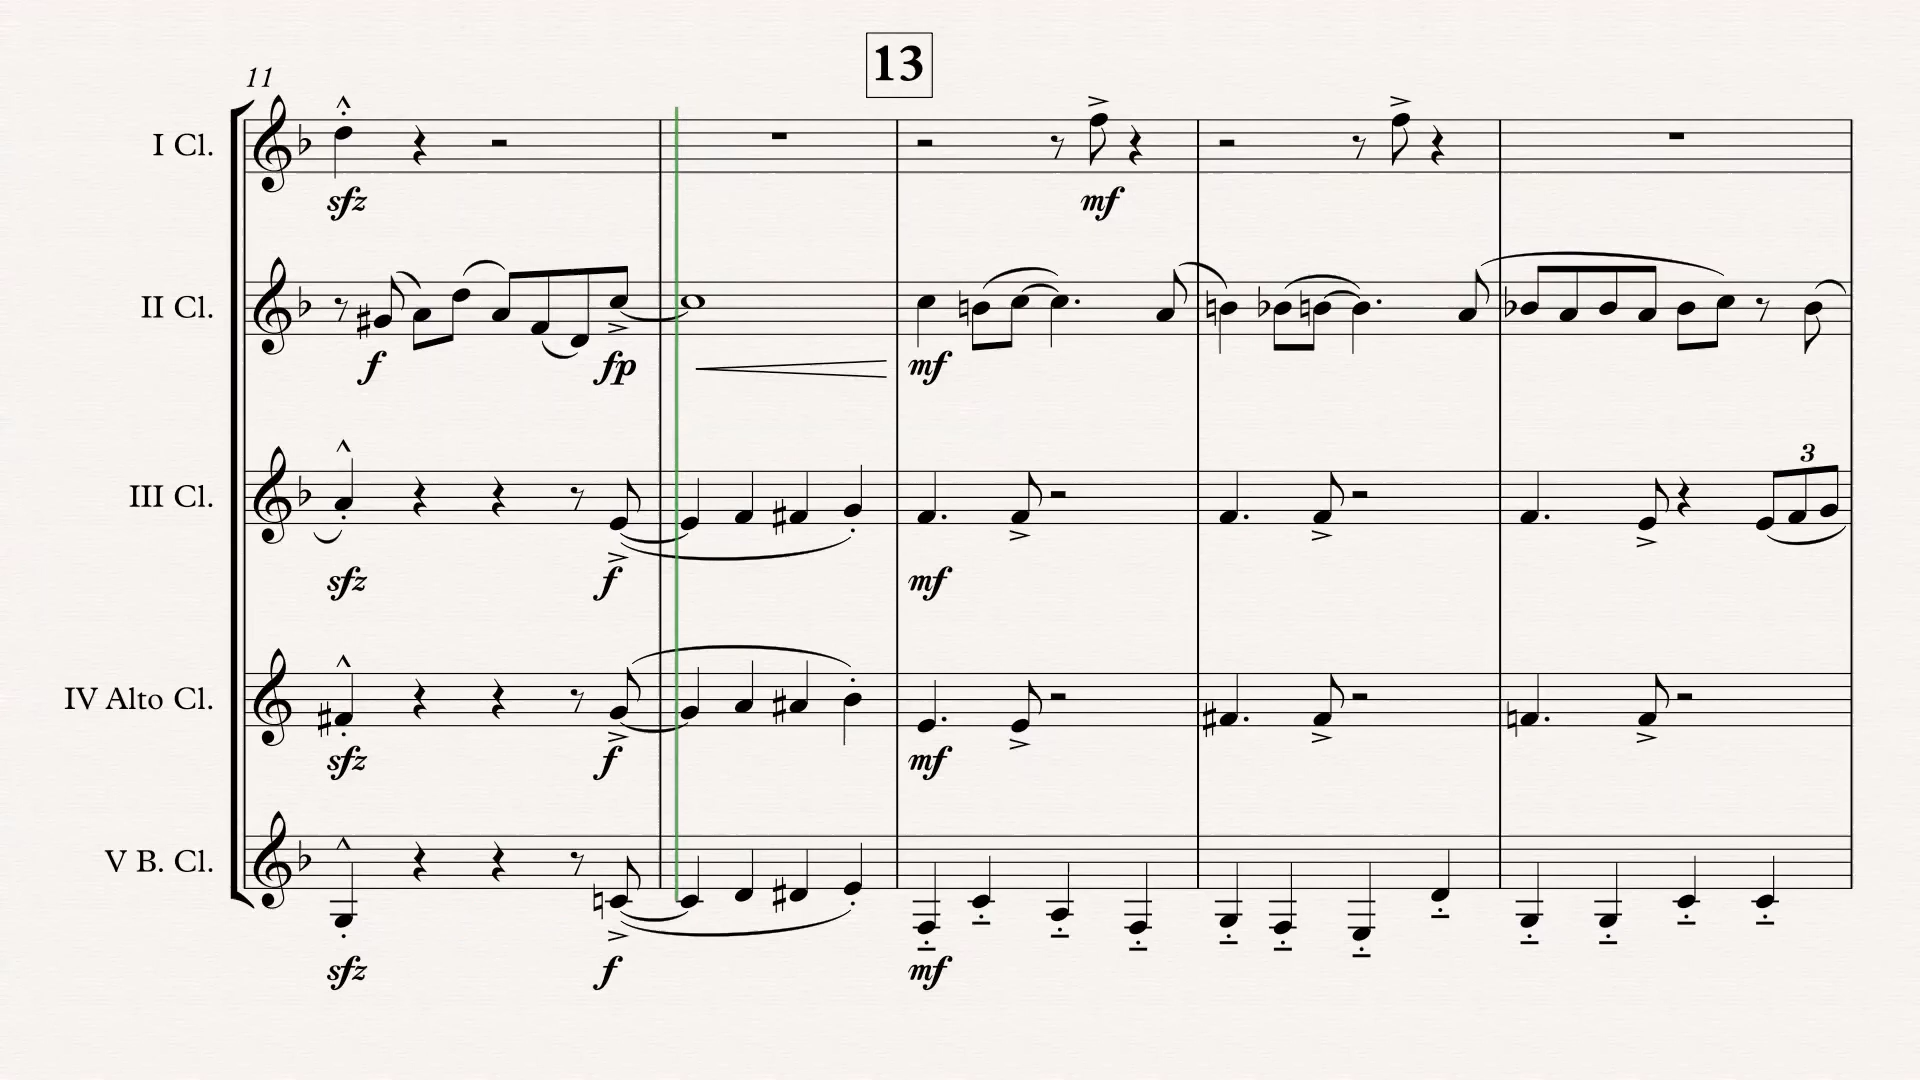 13
11
I Cl.
sfz
mf
II Cl.
f
fp
mf
III Cl.
3
sfz
f
mf
IV Alto Cl.
sfz
f
mf
V B. Cl.
sfz
f
mf